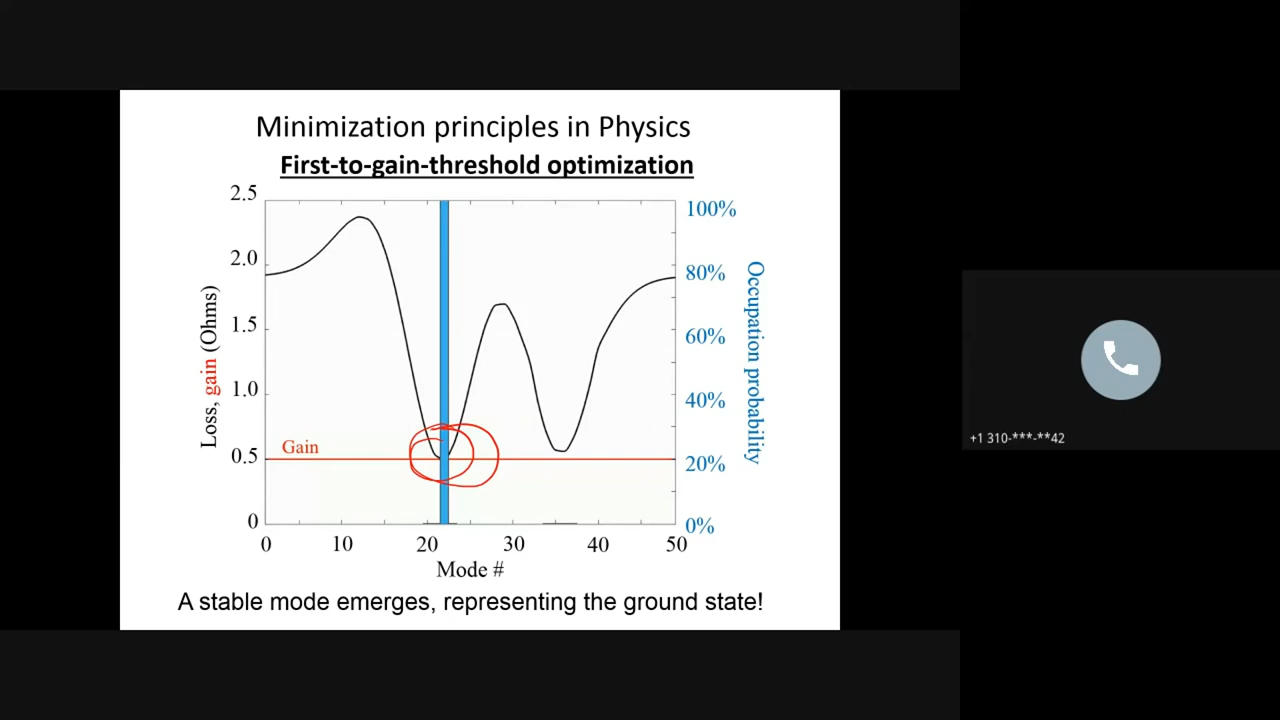 Minimization principles in Physics
First-to-gain-threshold optimization
2.5
2.0
1.5
1.0
0.5
0
Loss, gain (Ohms)
Gain
100%
80%
60%
40%
20%
0%
Occupation probability
0 10 20 30 40 50
Mode #
A stable mode emerges, representing the ground state!
+1 310-***-**42